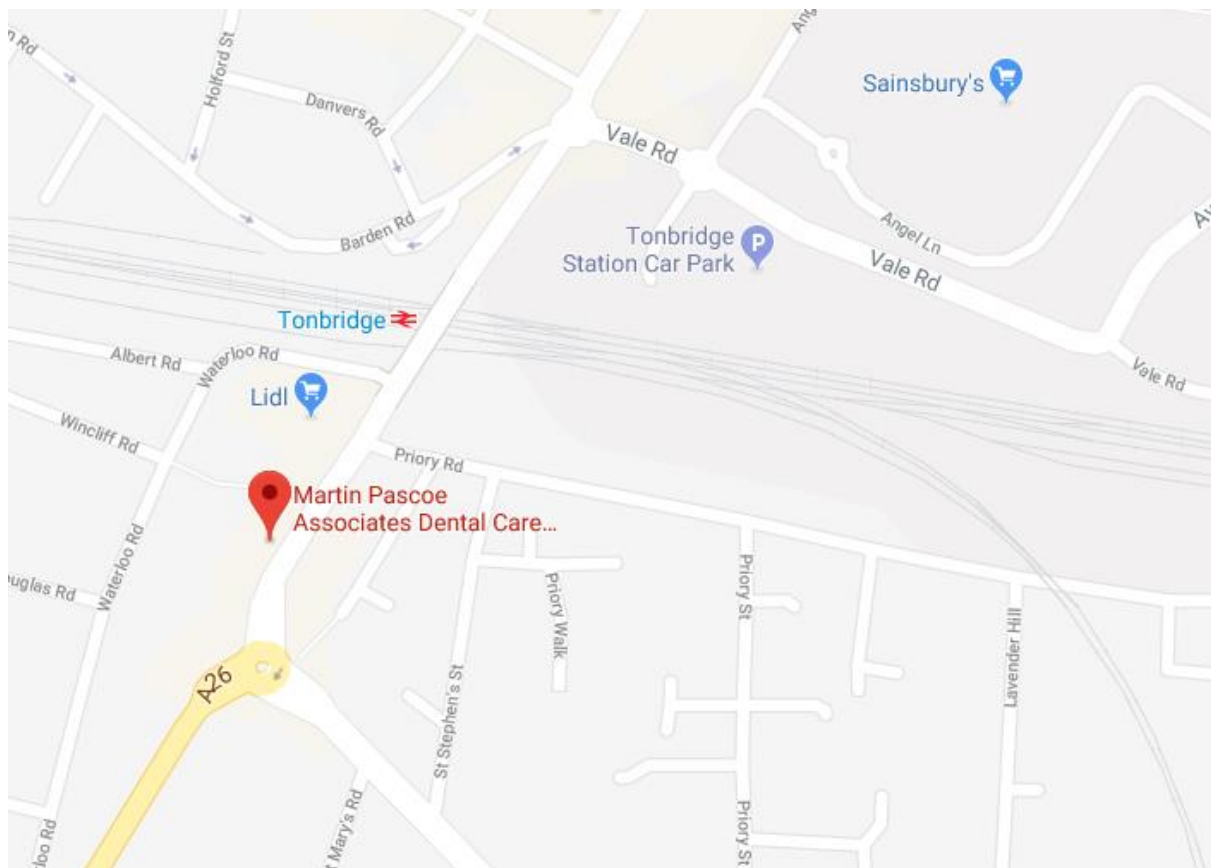 Holford St
Danvers Rd
Sainsbury's
Vale Rd
Barden Rd
Angel Ln
Tonbridge
Station Car Park
P
Vale Rd
Tonbridge
Albert Rd
Waterloo Rd
Lidl
Vale Rd
Wincliff Rd
Priory Rd
Martin Pascoe
Associates Dental Care...
Waterloo Rd
Priory St
Priory Walk
Lavender Hill
A26
St Stephen's St
Priory St